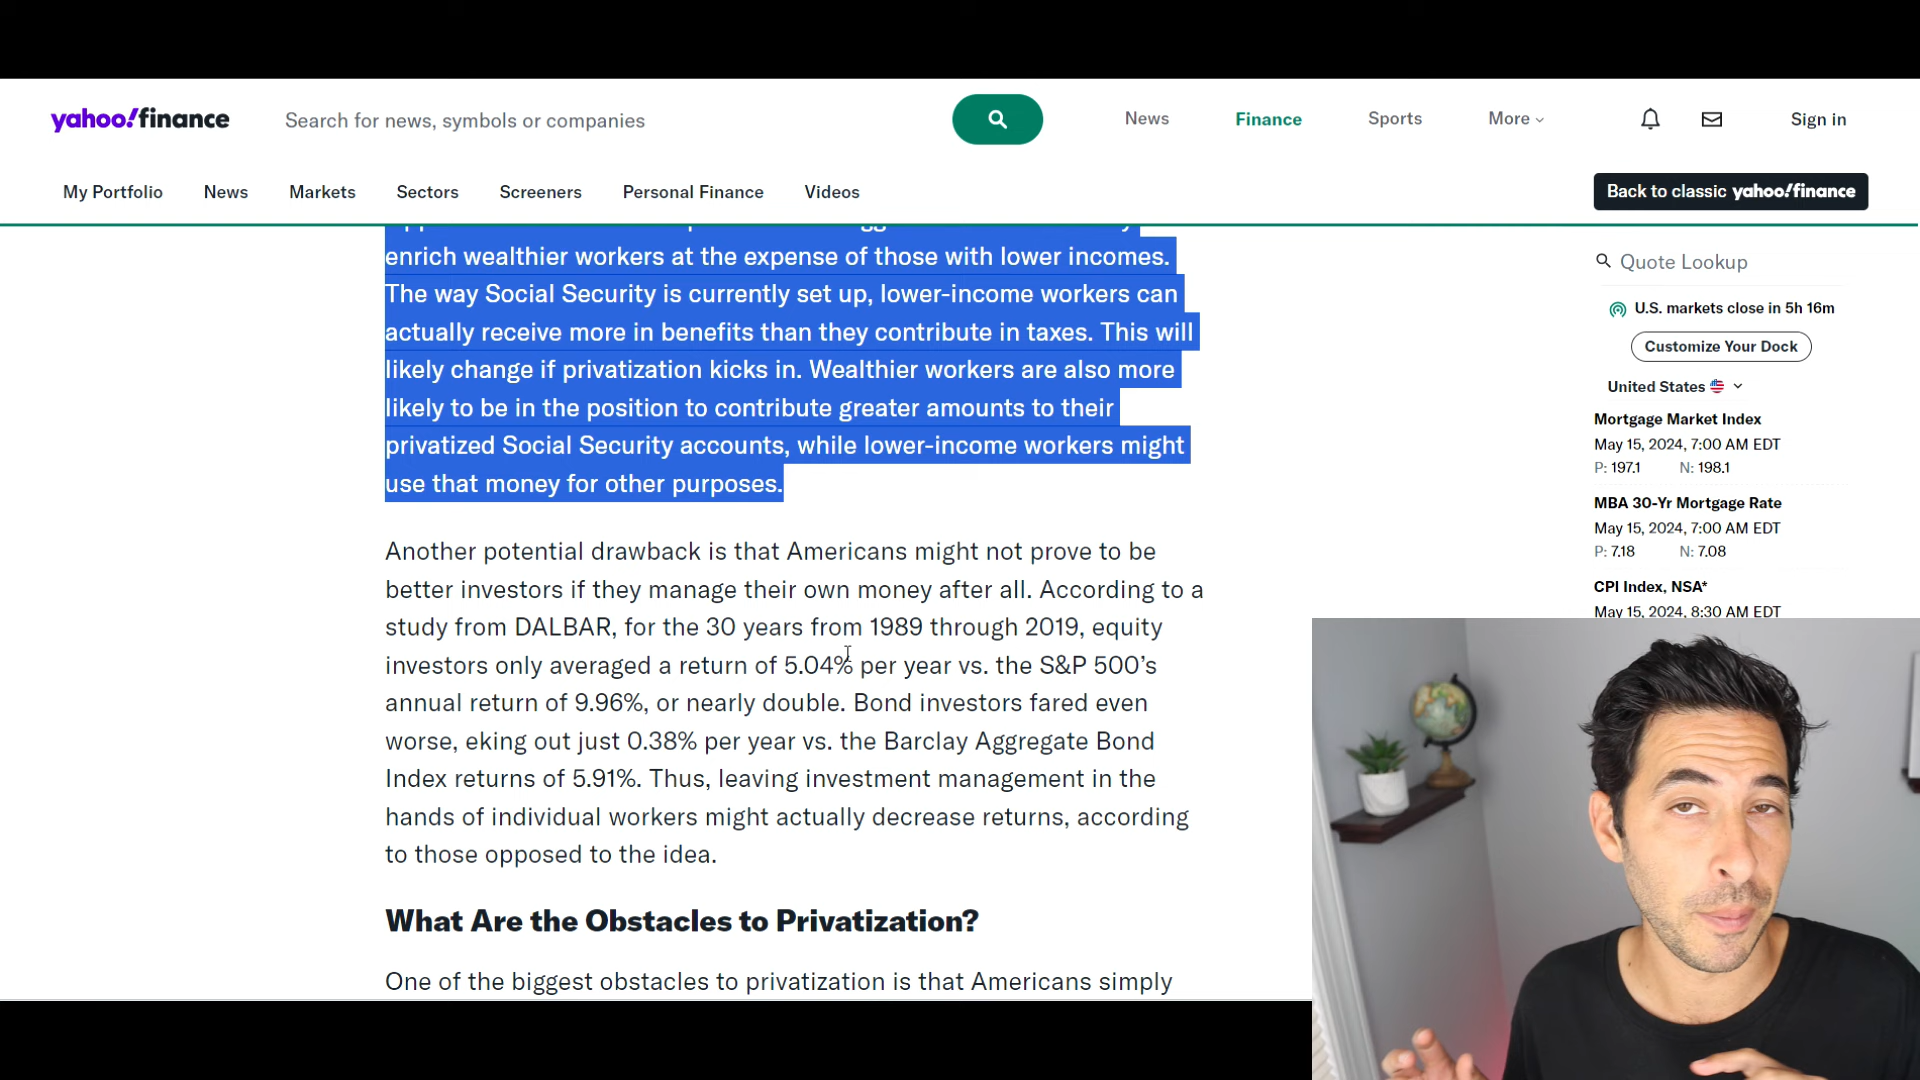 yahoo!finance
Search for news, symbols or companies
News
Finance
Sports
More
Sign in
My Portfolio
News
Markets
Sectors
Screeners
Personal Finance
Videos
Back to classic yahoo!finance
enrich wealthier workers at the expense of those with lower incomes.
The way Social Security is currently set up, lower-income workers can
actually receive more in benefits than they contribute in taxes. This will
likely change if privatization kicks in. Wealthier workers are also more
likely to be in the position to contribute greater amounts to their
privatized Social Security accounts, while lower-income workers might
use that money for other purposes.
Another potential drawback is that Americans might not prove to be
better investors if they manage their own money after all. According to a
study from DALBAR, for the 30 years from 1989 through 2019, equity
investors only averaged a return of 5.04% per year vs. the S&P 500’s
annual return of 9.96%, or nearly double. Bond investors fared even
worse, eking out just 0.38% per year vs. the Barclay Aggregate Bond
Index returns of 5.91%. Thus, leaving investment management in the
hands of individual workers might actually decrease returns, according
to those opposed to the idea.
What Are the Obstacles to Privatization?
One of the biggest obstacles to privatization is that Americans simply
Quote Lookup
U.S. markets close in 5h 16m
Customize Your Dock
United States
Mortgage Market Index
May 15, 2024, 7:00 AM EDT
P: 197.1 N: 198.1
MBA 30-Yr Mortgage Rate
May 15, 2024, 7:00 AM EDT
P: 7.18 N: 7.08
CPI Index, NSA*
May 15, 2024, 8:30 AM EDT